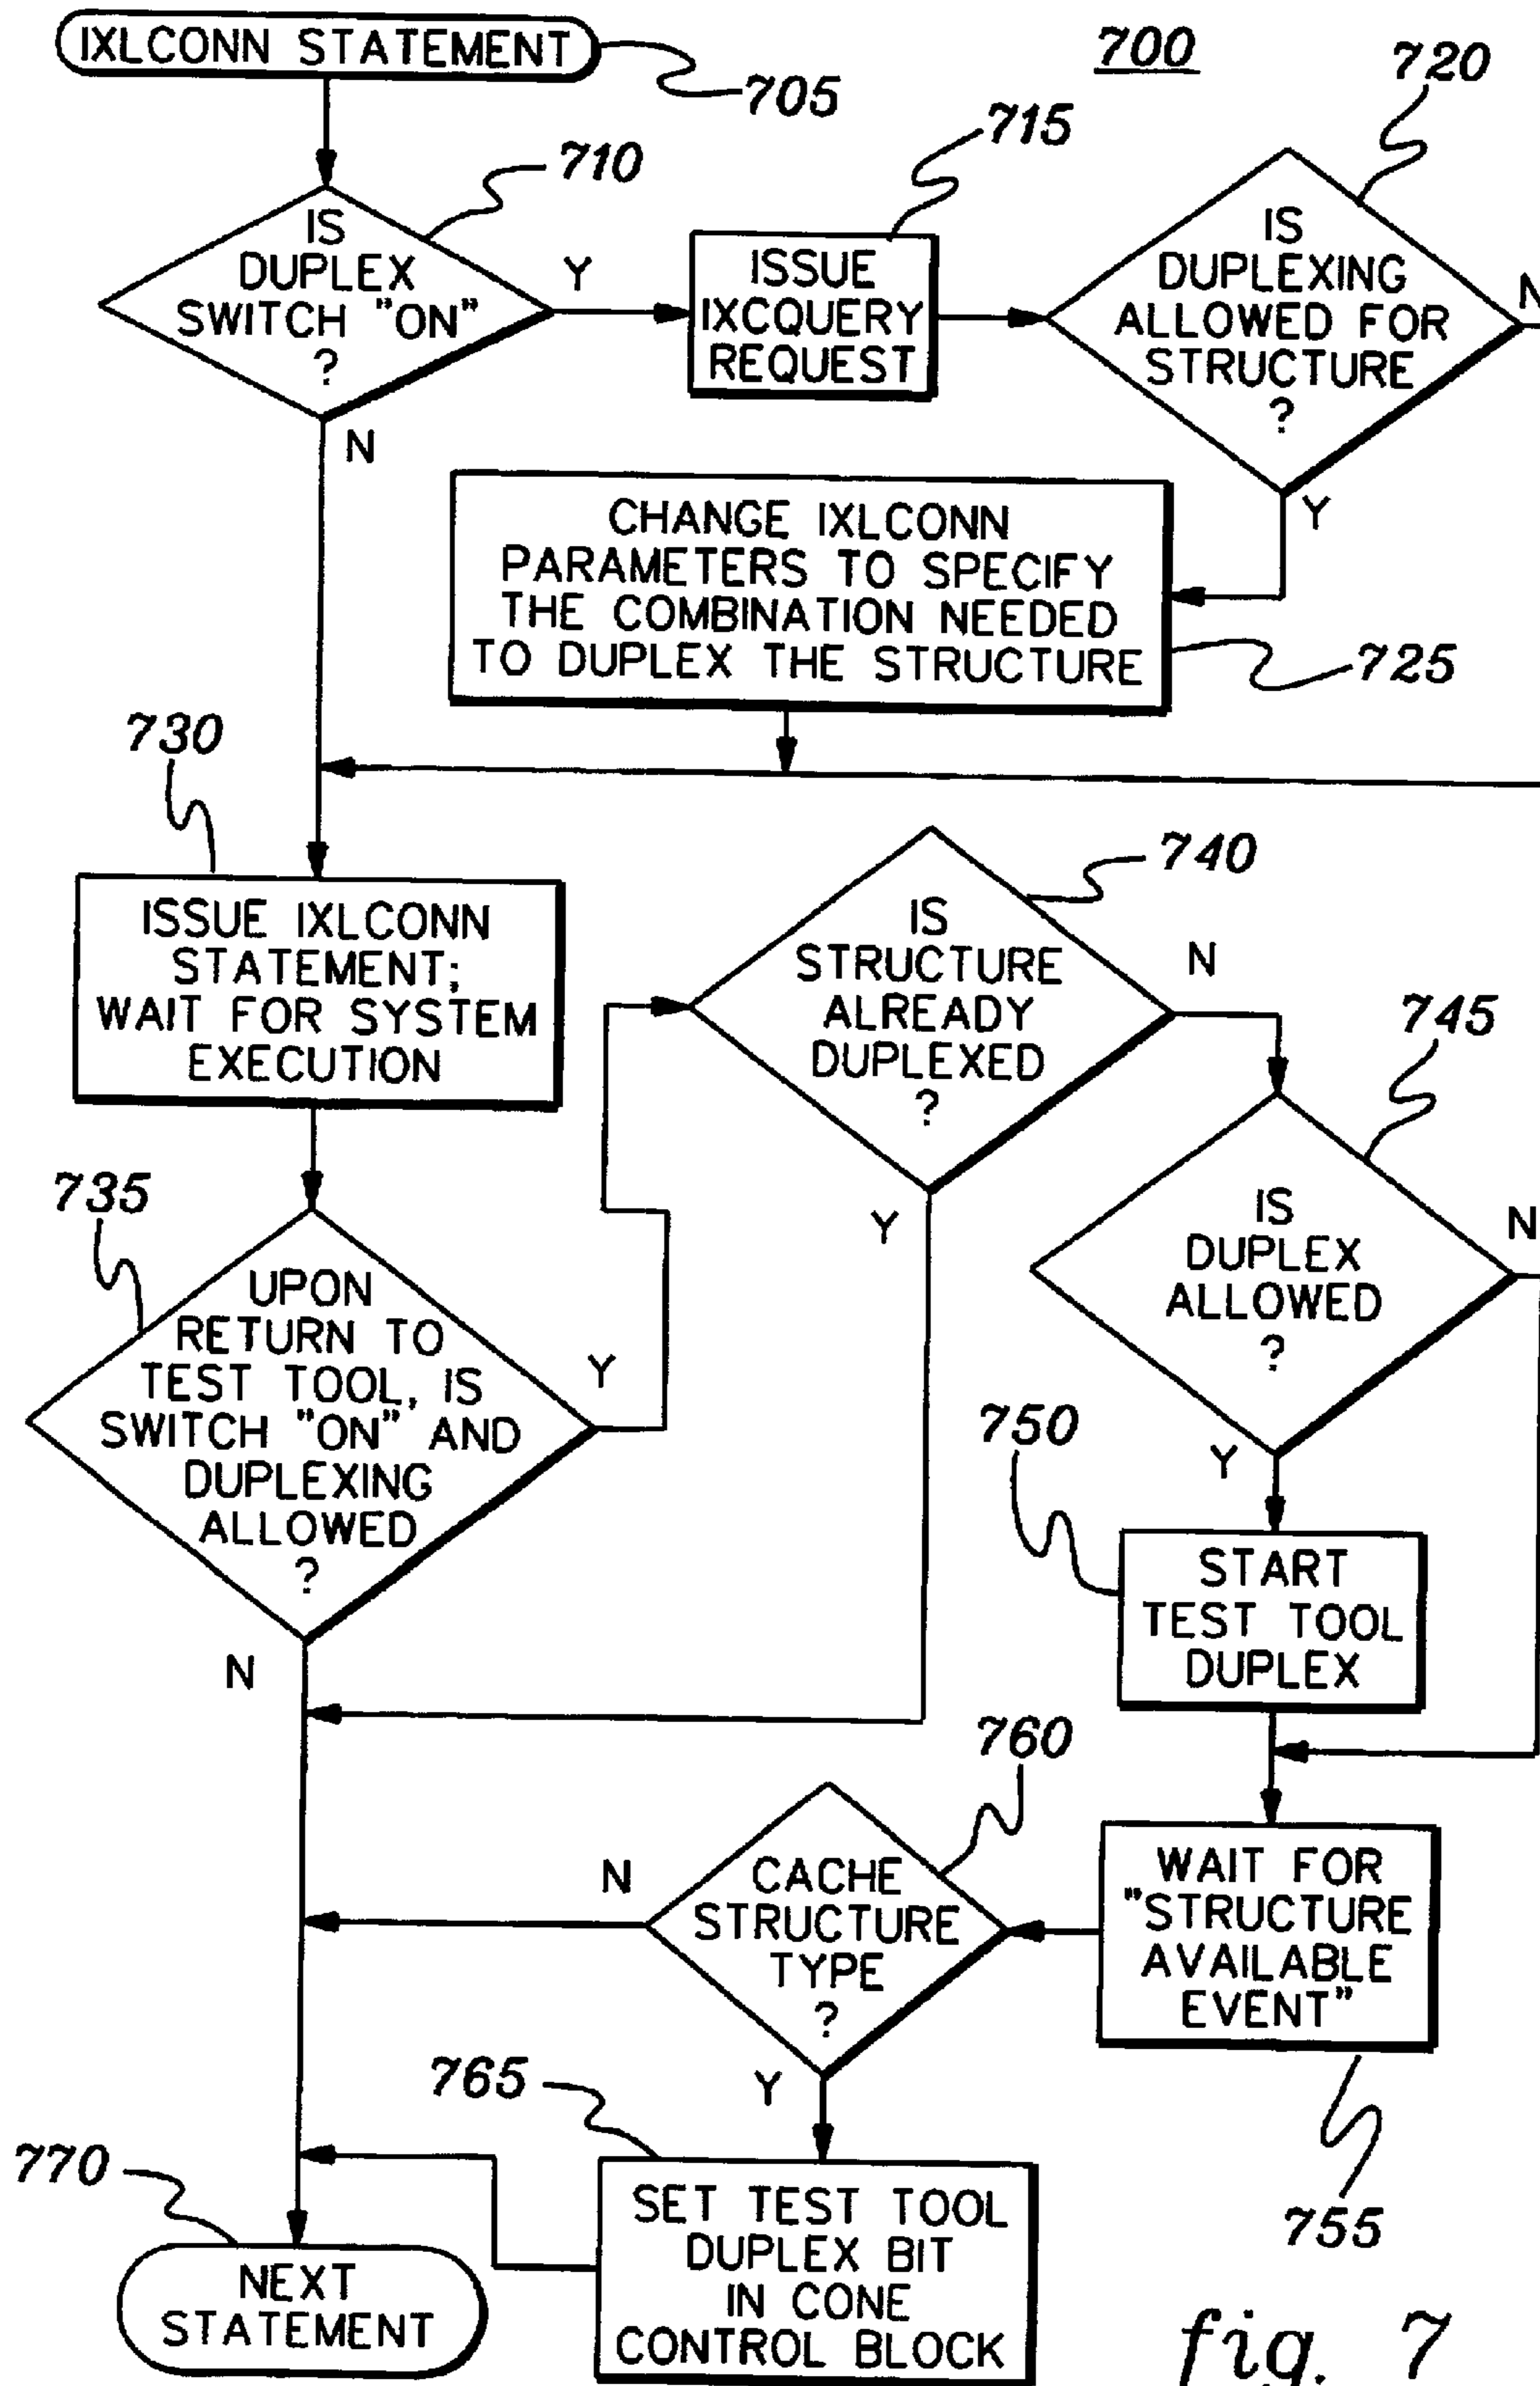 IXLCONN STATEMENT
705
700
710
IS
DUPLEX
SWITCH "ON"
?
Y
N
715
ISSUE
IXCQUERY
REQUEST
720
IS
DUPLEXING
ALLOWED FOR
STRUCTURE
?
N
Y
CHANGE IXLCONN
PARAMETERS TO SPECIFY
THE COMBINATION NEEDED
TO DUPLEX THE STRUCTURE
725
730
ISSUE IXLCONN
STATEMENT;
WAIT FOR SYSTEM
EXECUTION
735
UPON
RETURN TO
TEST TOOL, IS
SWITCH "ON" AND
DUPLEXING
ALLOWED
?
Y
N
740
IS
STRUCTURE
ALREADY
DUPLEXED
?
N
Y
745
IS
DUPLEX
ALLOWED
?
N
Y
750
START
TEST TOOL
DUPLEX
WAIT FOR
"STRUCTURE
AVAILABLE
EVENT"
755
760
CACHE
STRUCTURE
TYPE
?
N
Y
765
SET TEST TOOL
DUPLEX BIT
IN CONE
CONTROL BLOCK
770
NEXT
STATEMENT
fig. 7